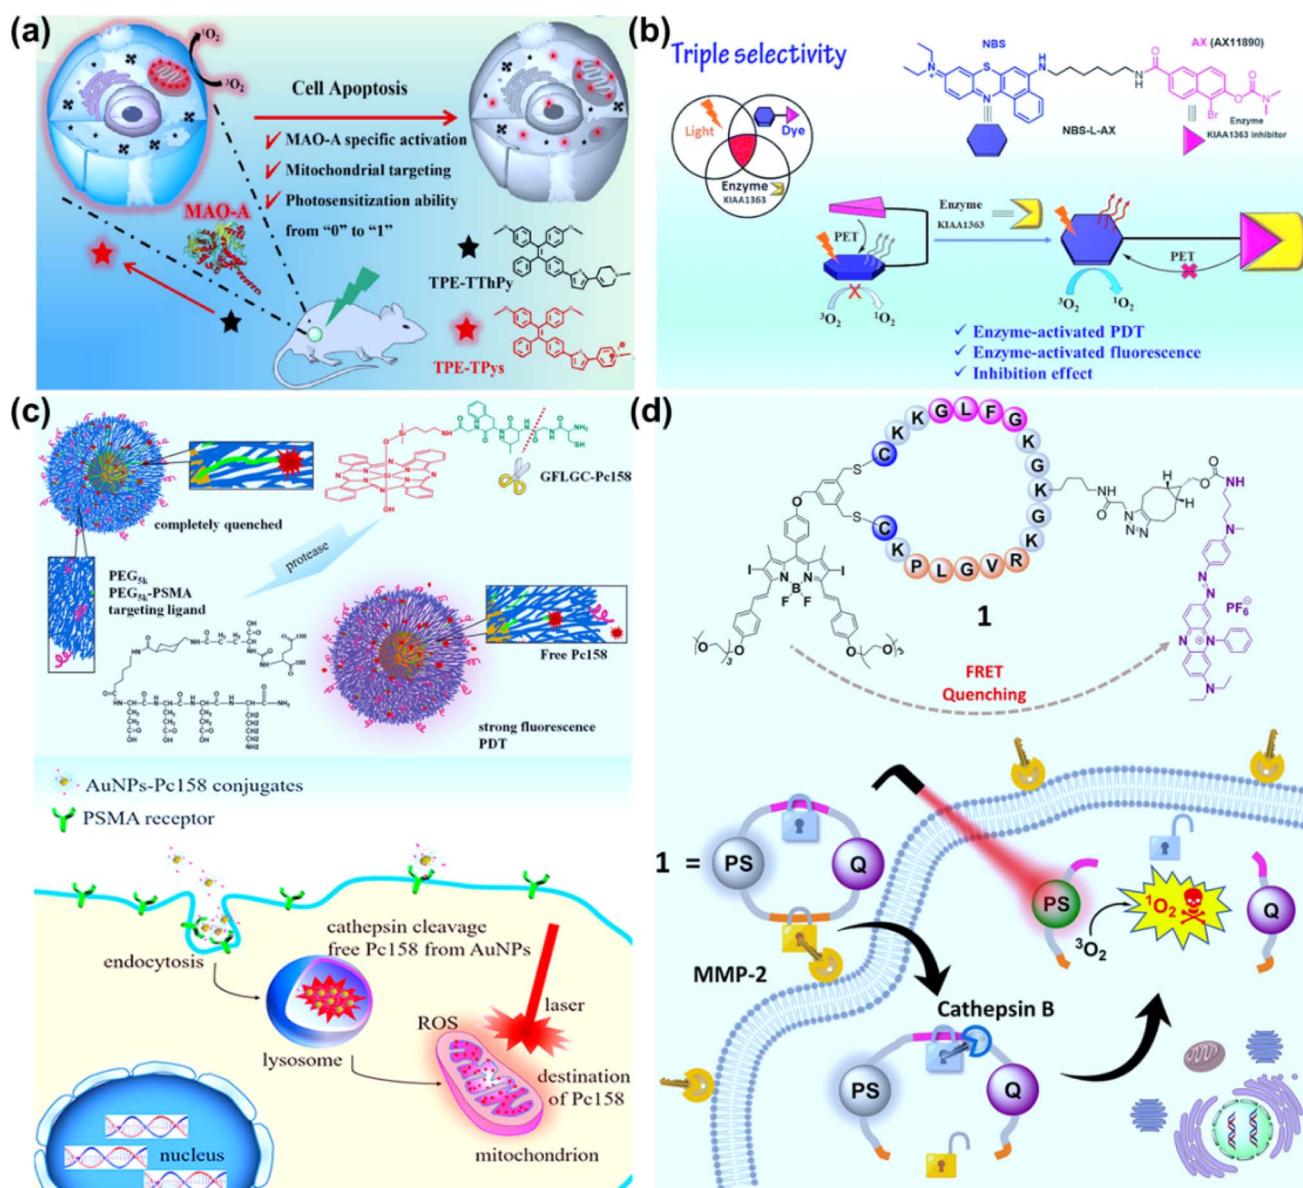 (a)
¹O₂
³O₂
Cell Apoptosis
MAO-A specific activation
Mitochondrial targeting
Photosensitization ability
from “0” to “1”
MAO-A
TPE-TThPy
TPE-TPys
(b)
Triple selectivity
Light
Dye
Enzyme
KIAA1363
NBS
AX (AX11890)
NBS-L-AX
Enzyme
KIAA1363 inhibitor
PET
³O₂
¹O₂
Enzyme
KIAA1363
PET
³O₂
¹O₂
✓ Enzyme-activated PDT
✓ Enzyme-activated fluorescence
✓ Inhibition effect
(c)
completely quenched
GFLGC-Pc158
protease
PEG5k
PEG5k-PSMA
targeting ligand
Free Pc158
strong fluorescence
PDT
AuNPs-Pc158 conjugates
PSMA receptor
endocytosis
cathepsin cleavage
free Pc158 from AuNPs
lysosome
laser
ROS
destination
of Pc158
mitochondrion
nucleus
(d)
C K K G L F G K G K K G K
C K P L G V R
PF₆⊖
1
FRET
Quenching
1 =
PS
Q
MMP-2
PS
³O₂
¹O₂
Q
Cathepsin B
PS
Q